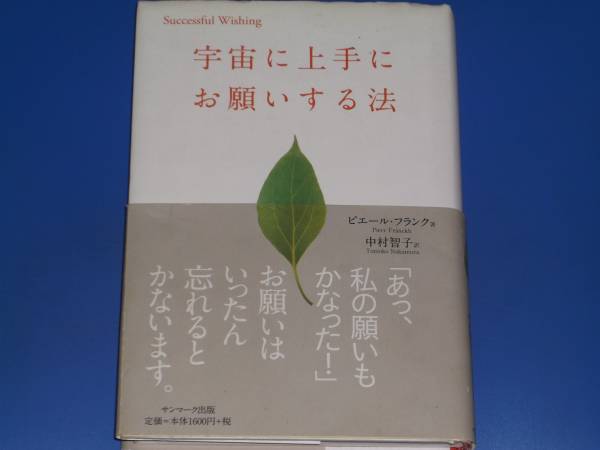 Successful Wishing
宇宙に上手に
お願いする法
ピエール・フランク著
Pierre Franckh
中村智子訳
Tomoko Nakamura
「あっ、
私の願いも
かなったー!」
お願いは
いったん
忘れると
かないます。
サンマーク出版
定価=本体1600円+税